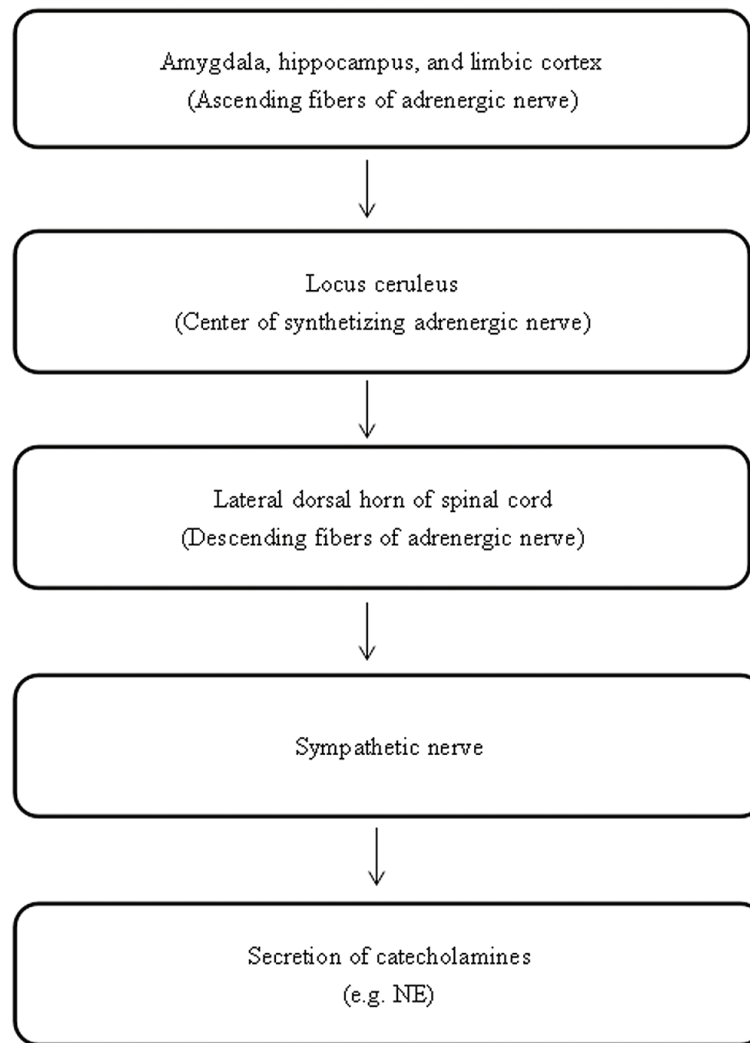 Amygdala, hippocampus, and limbic cortex
(Ascending fibers of adrenergic nerve)
Locus ceruleus
(Center of synthetizing adrenergic nerve)
Lateral dorsal horn of spinal cord
(Descending fibers of adrenergic nerve)
Sympathetic nerve
Secretion of catecholamines
(e.g. NE)